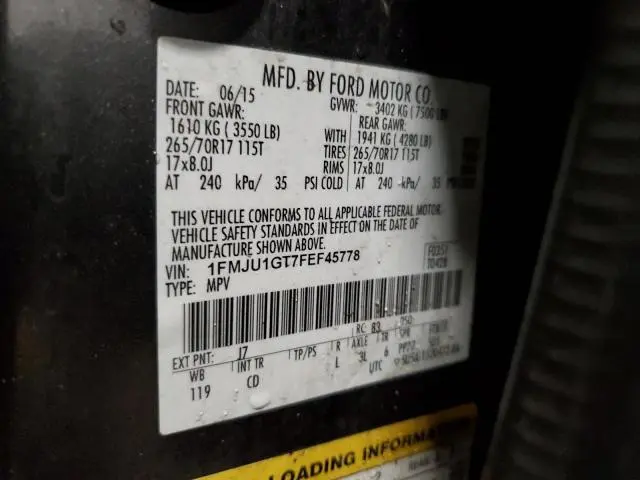 MFD. BY FORD MOTOR CO.
DATE: 06/15 GVWR: 3402 KG ( 7500 LB)
FRONT GAWR: REAR GAWR:
1610 KG ( 3550 LB) WITH 1941 KG ( 4280 LB)
265/70R17 115T TIRES 265/70R17 115T
17x8.0J RIMS 17x8.0J
AT 240 kPa/ 35 PSI COLD AT 240 kPa/ 35
THIS VEHICLE CONFORMS TO ALL APPLICABLE FEDERAL MOTOR
VEHICLE SAFETY STANDARDS IN EFFECT ON THE DATE OF
MANUFACTURE SHOWN ABOVE.
VIN: 1FMJU1GT7FEF45778
TYPE: MPV
EXT PNT: J7 RC: 83
WB INT TR TP/PS R AXLE TR
119 CD L 3L 6
UTC
LOADING INFORMA